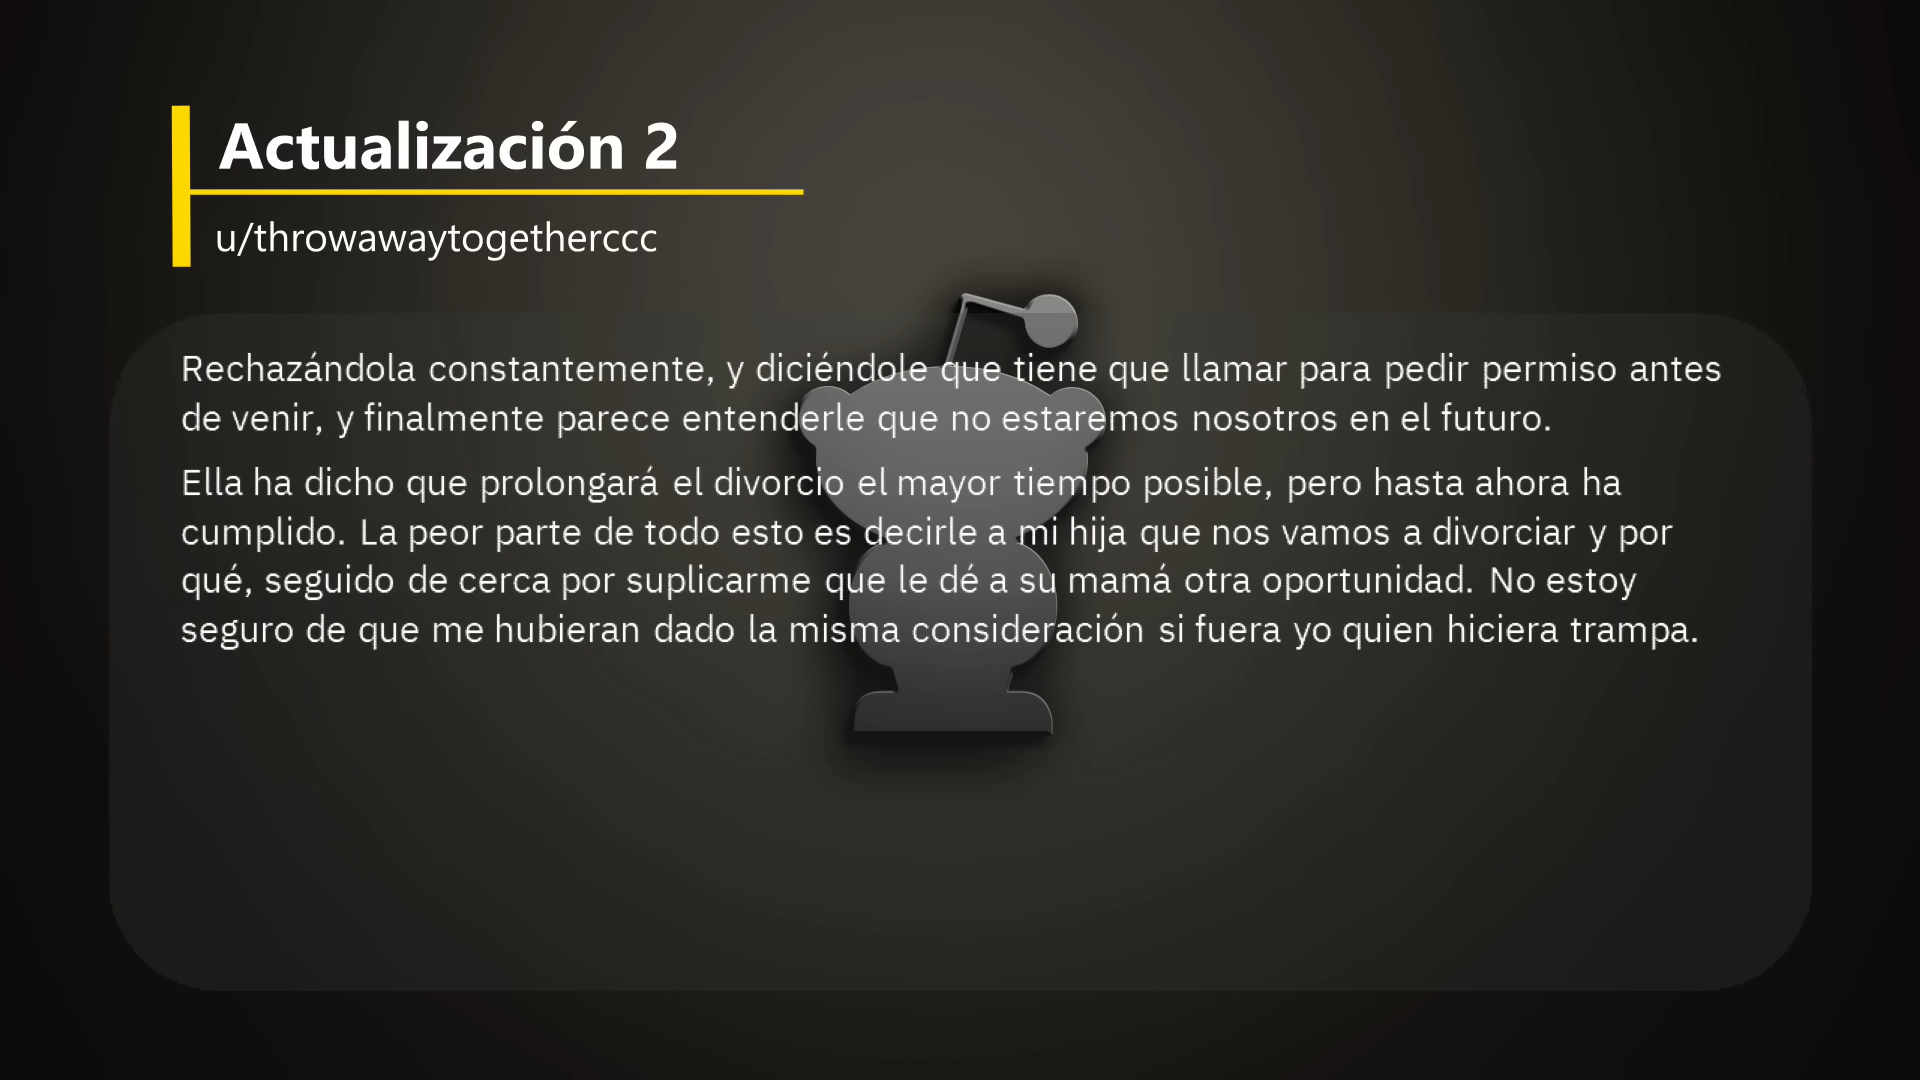 Actualización 2
u/throwawaytogetherccc
Rechazándola constantemente, y diciéndole que tiene que llamar para pedir permiso antes
de venir, y finalmente parece entenderle que no estaremos nosotros en el futuro.
Ella ha dicho que prolongará el divorcio el mayor tiempo posible, pero hasta ahora ha
cumplido. La peor parte de todo esto es decirle a mi hija que nos vamos a divorciar y por
qué, seguido de cerca por suplicarme que le dé a su mamá otra oportunidad. No estoy
seguro de que me hubieran dado la misma consideración si fuera yo quien hiciera trampa.